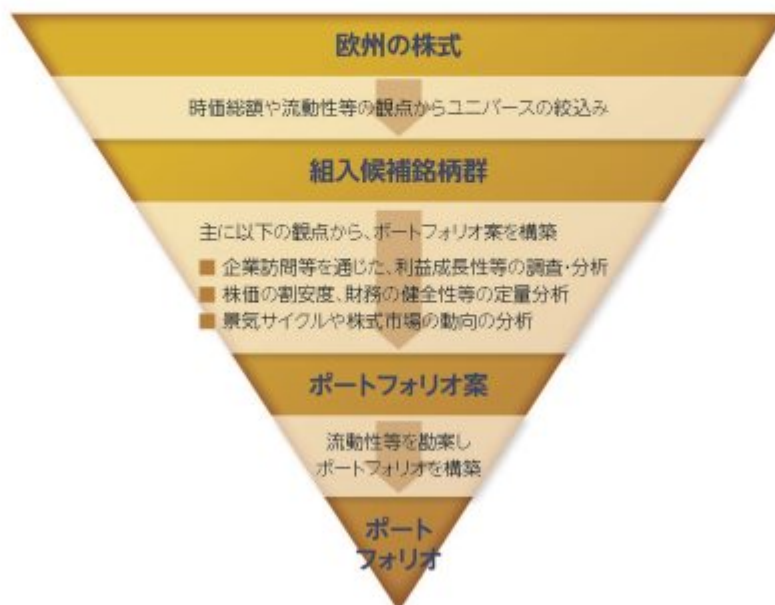 欧州の株式
時価総額や流動性等の観点からユニバースの絞込み
組入候補銘柄群
主に以下の観点から、ポートフォリオ案を構築
■ 企業訪問等を通じた、利益成長性等の調査・分析
■ 株価の割安度、財務の健全性等の定量分析
■ 景気サイクルや株式市場の動向の分析
ポートフォリオ案
流動性等を勘案し
ポートフォリオを構築
ポート
フォリオ